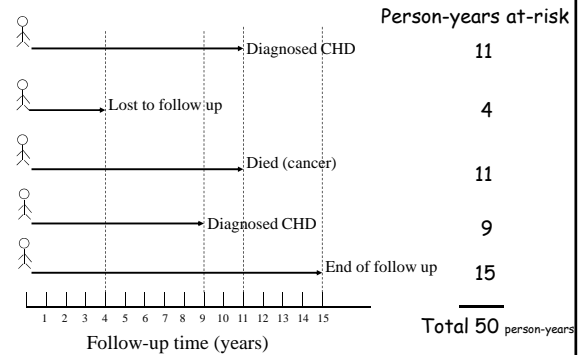 Person-years at-risk
Diagnosed CHD 11
Lost to follow up 4
Died (cancer) 11
Diagnosed CHD 9
End of follow up 15
1 2 3 4 5 6 7 8 9 10 11 12 13 14 15
Total 50 person-years
Follow-up time (years)